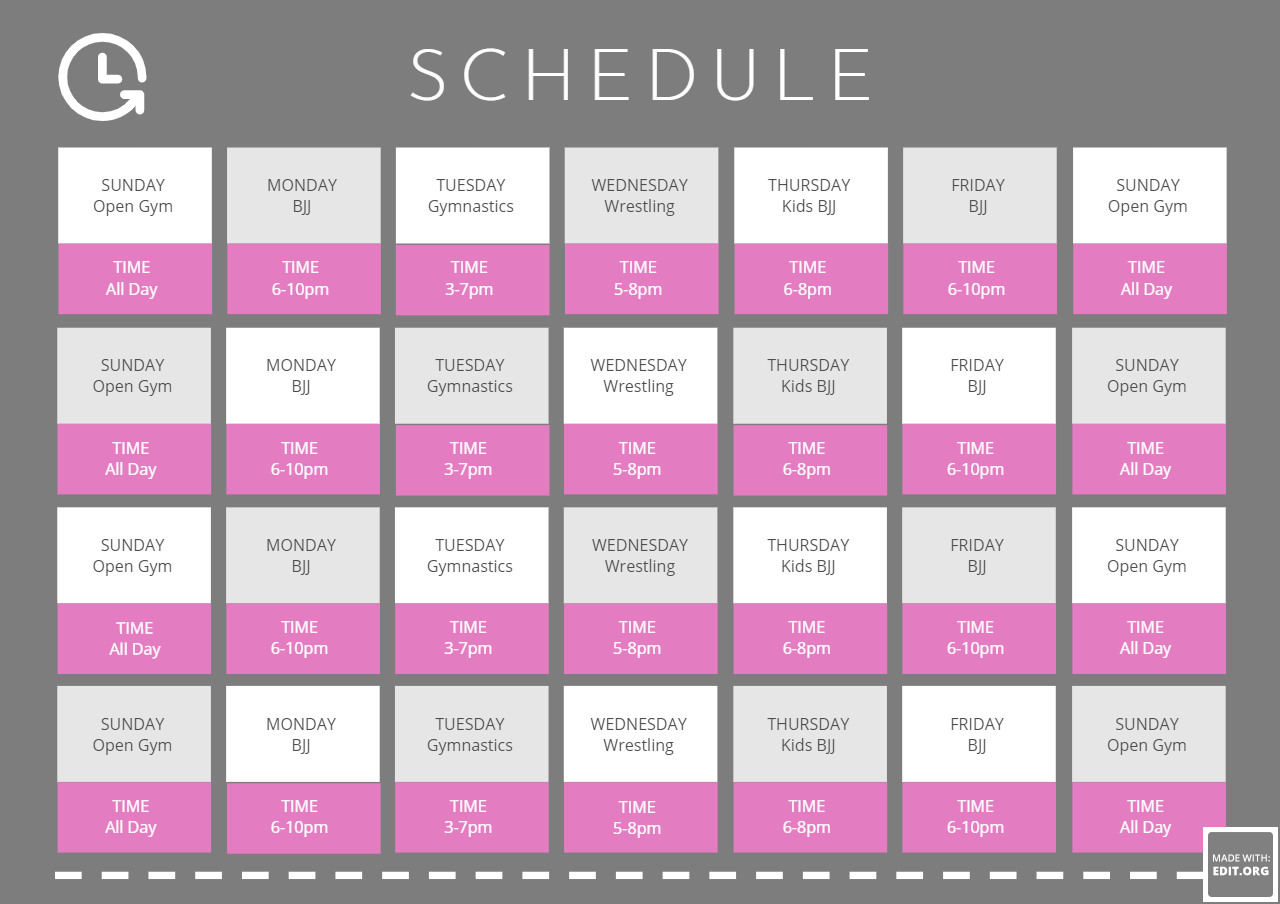 SCHEDULE
SUNDAY
Open Gym
MONDAY
BJJ
TUESDAY
Gymnastics
WEDNESDAY
Wrestling
THURSDAY
Kids BJJ
FRIDAY
BJJ
SUNDAY
Open Gym
TIME
All Day
TIME
6-10pm
TIME
3-7pm
TIME
5-8pm
TIME
6-8pm
TIME
6-10pm
TIME
All Day
SUNDAY
Open Gym
MONDAY
BJJ
TUESDAY
Gymnastics
WEDNESDAY
Wrestling
THURSDAY
Kids BJJ
FRIDAY
BJJ
SUNDAY
Open Gym
TIME
All Day
TIME
6-10pm
TIME
3-7pm
TIME
5-8pm
TIME
6-8pm
TIME
6-10pm
TIME
All Day
SUNDAY
Open Gym
MONDAY
BJJ
TUESDAY
Gymnastics
WEDNESDAY
Wrestling
THURSDAY
Kids BJJ
FRIDAY
BJJ
SUNDAY
Open Gym
TIME
All Day
TIME
6-10pm
TIME
3-7pm
TIME
5-8pm
TIME
6-8pm
TIME
6-10pm
TIME
All Day
SUNDAY
Open Gym
MONDAY
BJJ
TUESDAY
Gymnastics
WEDNESDAY
Wrestling
THURSDAY
Kids BJJ
FRIDAY
BJJ
SUNDAY
Open Gym
TIME
All Day
TIME
6-10pm
TIME
3-7pm
TIME
5-8pm
TIME
6-8pm
TIME
6-10pm
TIME
All Day
MADE WITH:
EDIT.ORG